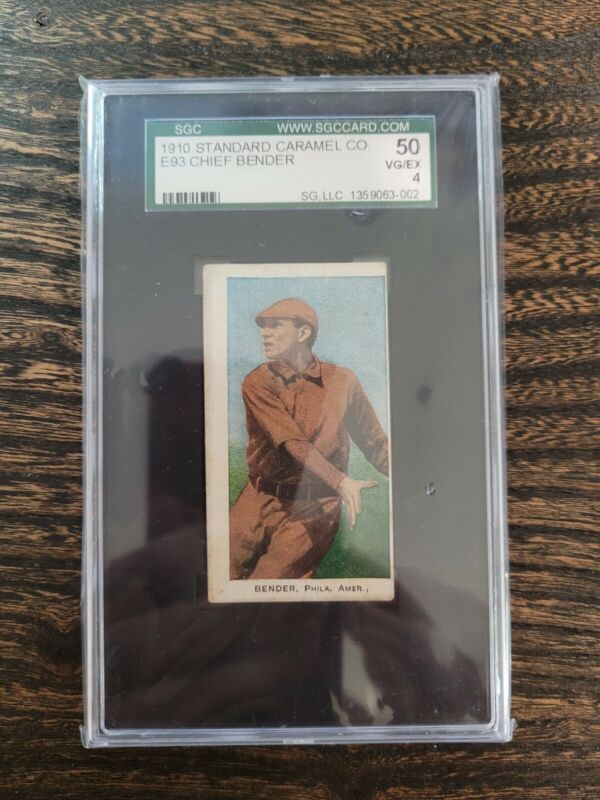 SGC WWW.SGCCARD.COM
1910 STANDARD CARAMEL CO. 50
E93 CHIEF BENDER VG/EX
4
SG, LLC 1359063-002
BENDER, PHILA. AMER.,